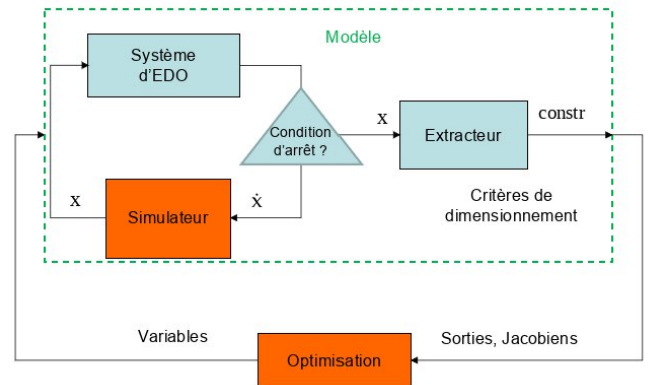 Modèle
Système
d'EDO
Condition
d'arrêt ?
x
Extracteur
constr
x
Simulateur
ẋ
Critères de
dimensionnement
Variables
Optimisation
Sorties, Jacobiens